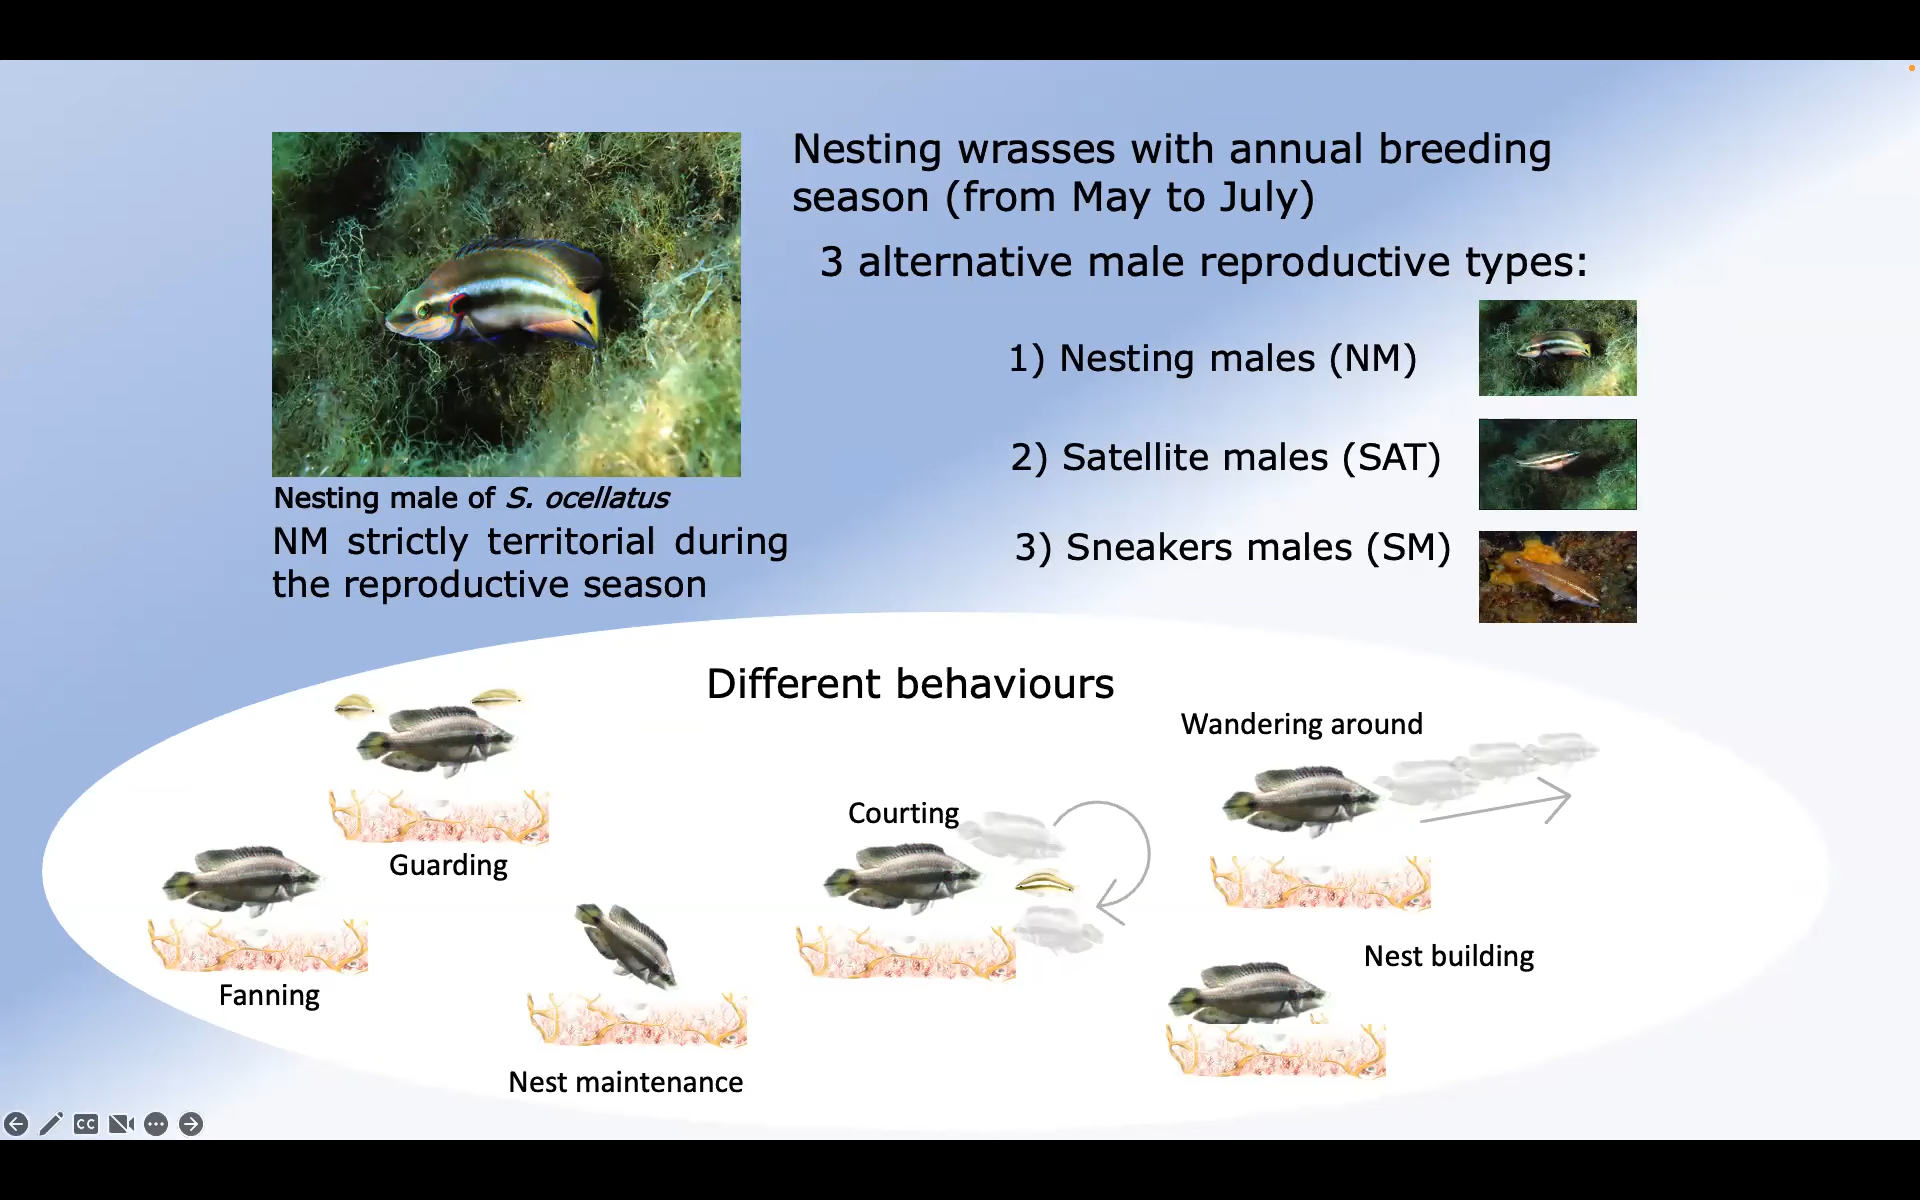 Nesting wrasses with annual breeding
season (from May to July)
3 alternative male reproductive types:
1) Nesting males (NM)
2) Satellite males (SAT)
3) Sneakers males (SM)
Nesting male of S. ocellatus
NM strictly territorial during
the reproductive season
Different behaviours
Wandering around
Courting
Guarding
Nest building
Fanning
Nest maintenance
CC